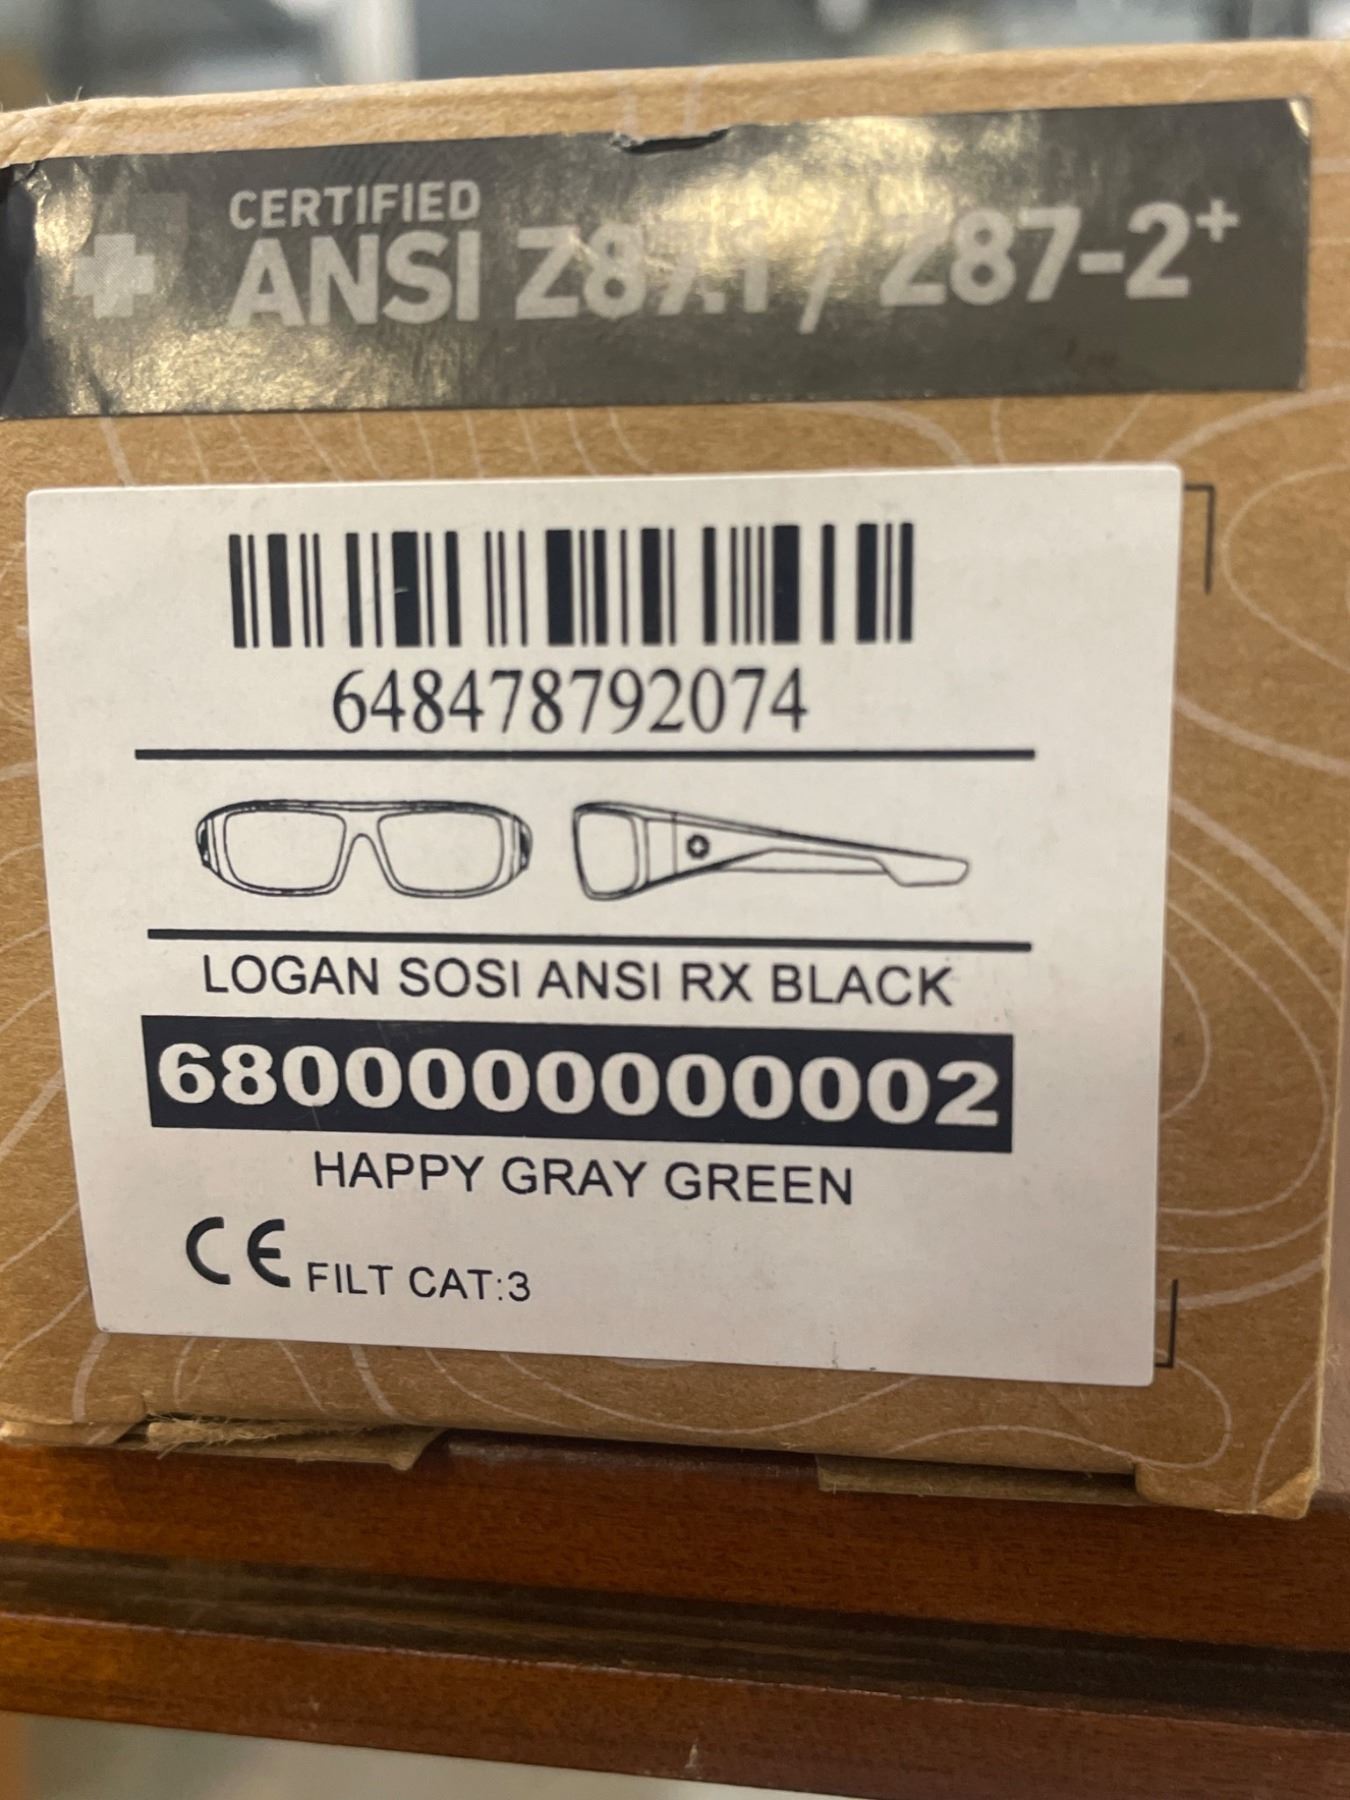 CERTIFIED
ANSI Z87.1 / Z87-2+
648478792074
LOGAN SOSI ANSI RX BLACK
68000000000002
HAPPY GRAY GREEN
CE FILT CAT:3